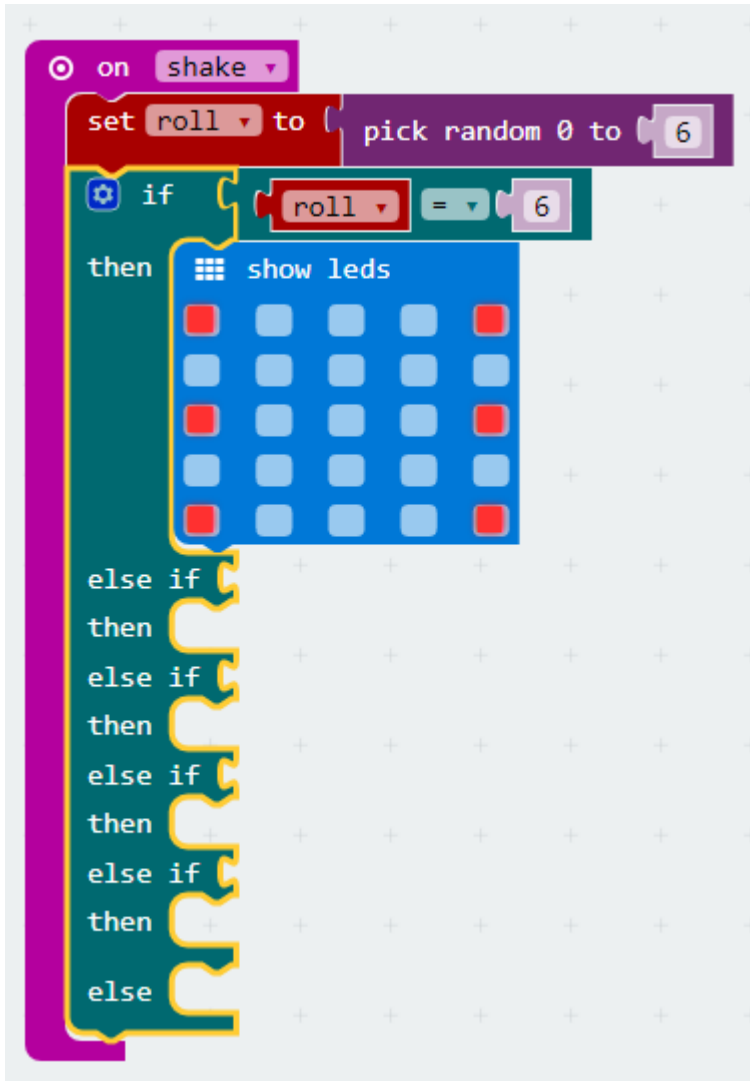 on shake
set roll to pick random 0 to 6
if roll = 6
then show leds
else if
then
else if
then
else if
then
else if
then
else